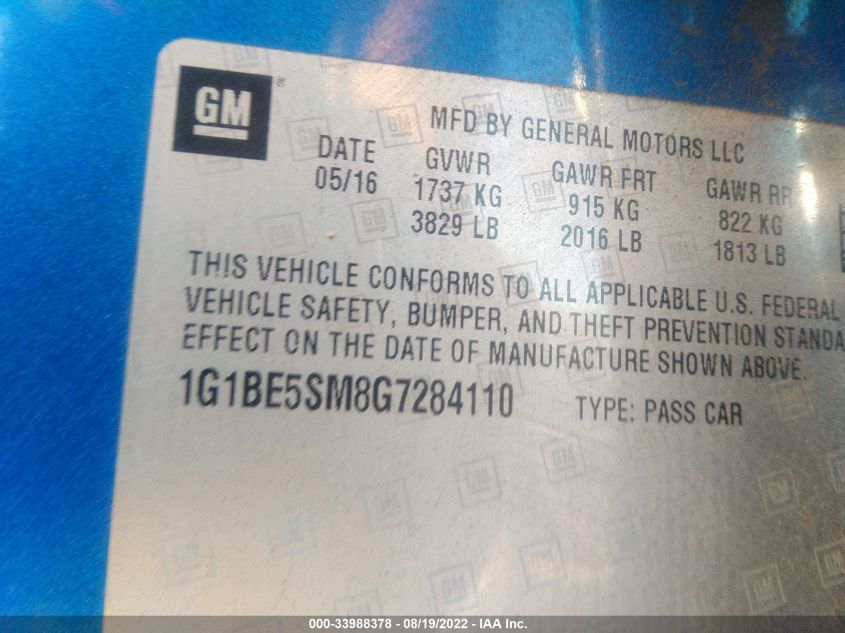 GM
MFD BY GENERAL MOTORS LLC
DATE GVWR GAWR FRT GAWR RR
05/16 1737 KG 915 KG 822 KG
3829 LB 2016 LB 1813 LB
THIS VEHICLE CONFORMS TO ALL APPLICABLE U.S. FEDERAL
VEHICLE SAFETY, BUMPER, AND THEFT PREVENTION STANDA
EFFECT ON THE DATE OF MANUFACTURE SHOWN ABOVE.
1G1BE5SM8G7284110 TYPE: PASS CAR
000-33988378 - 08/19/2022 - IAA Inc.